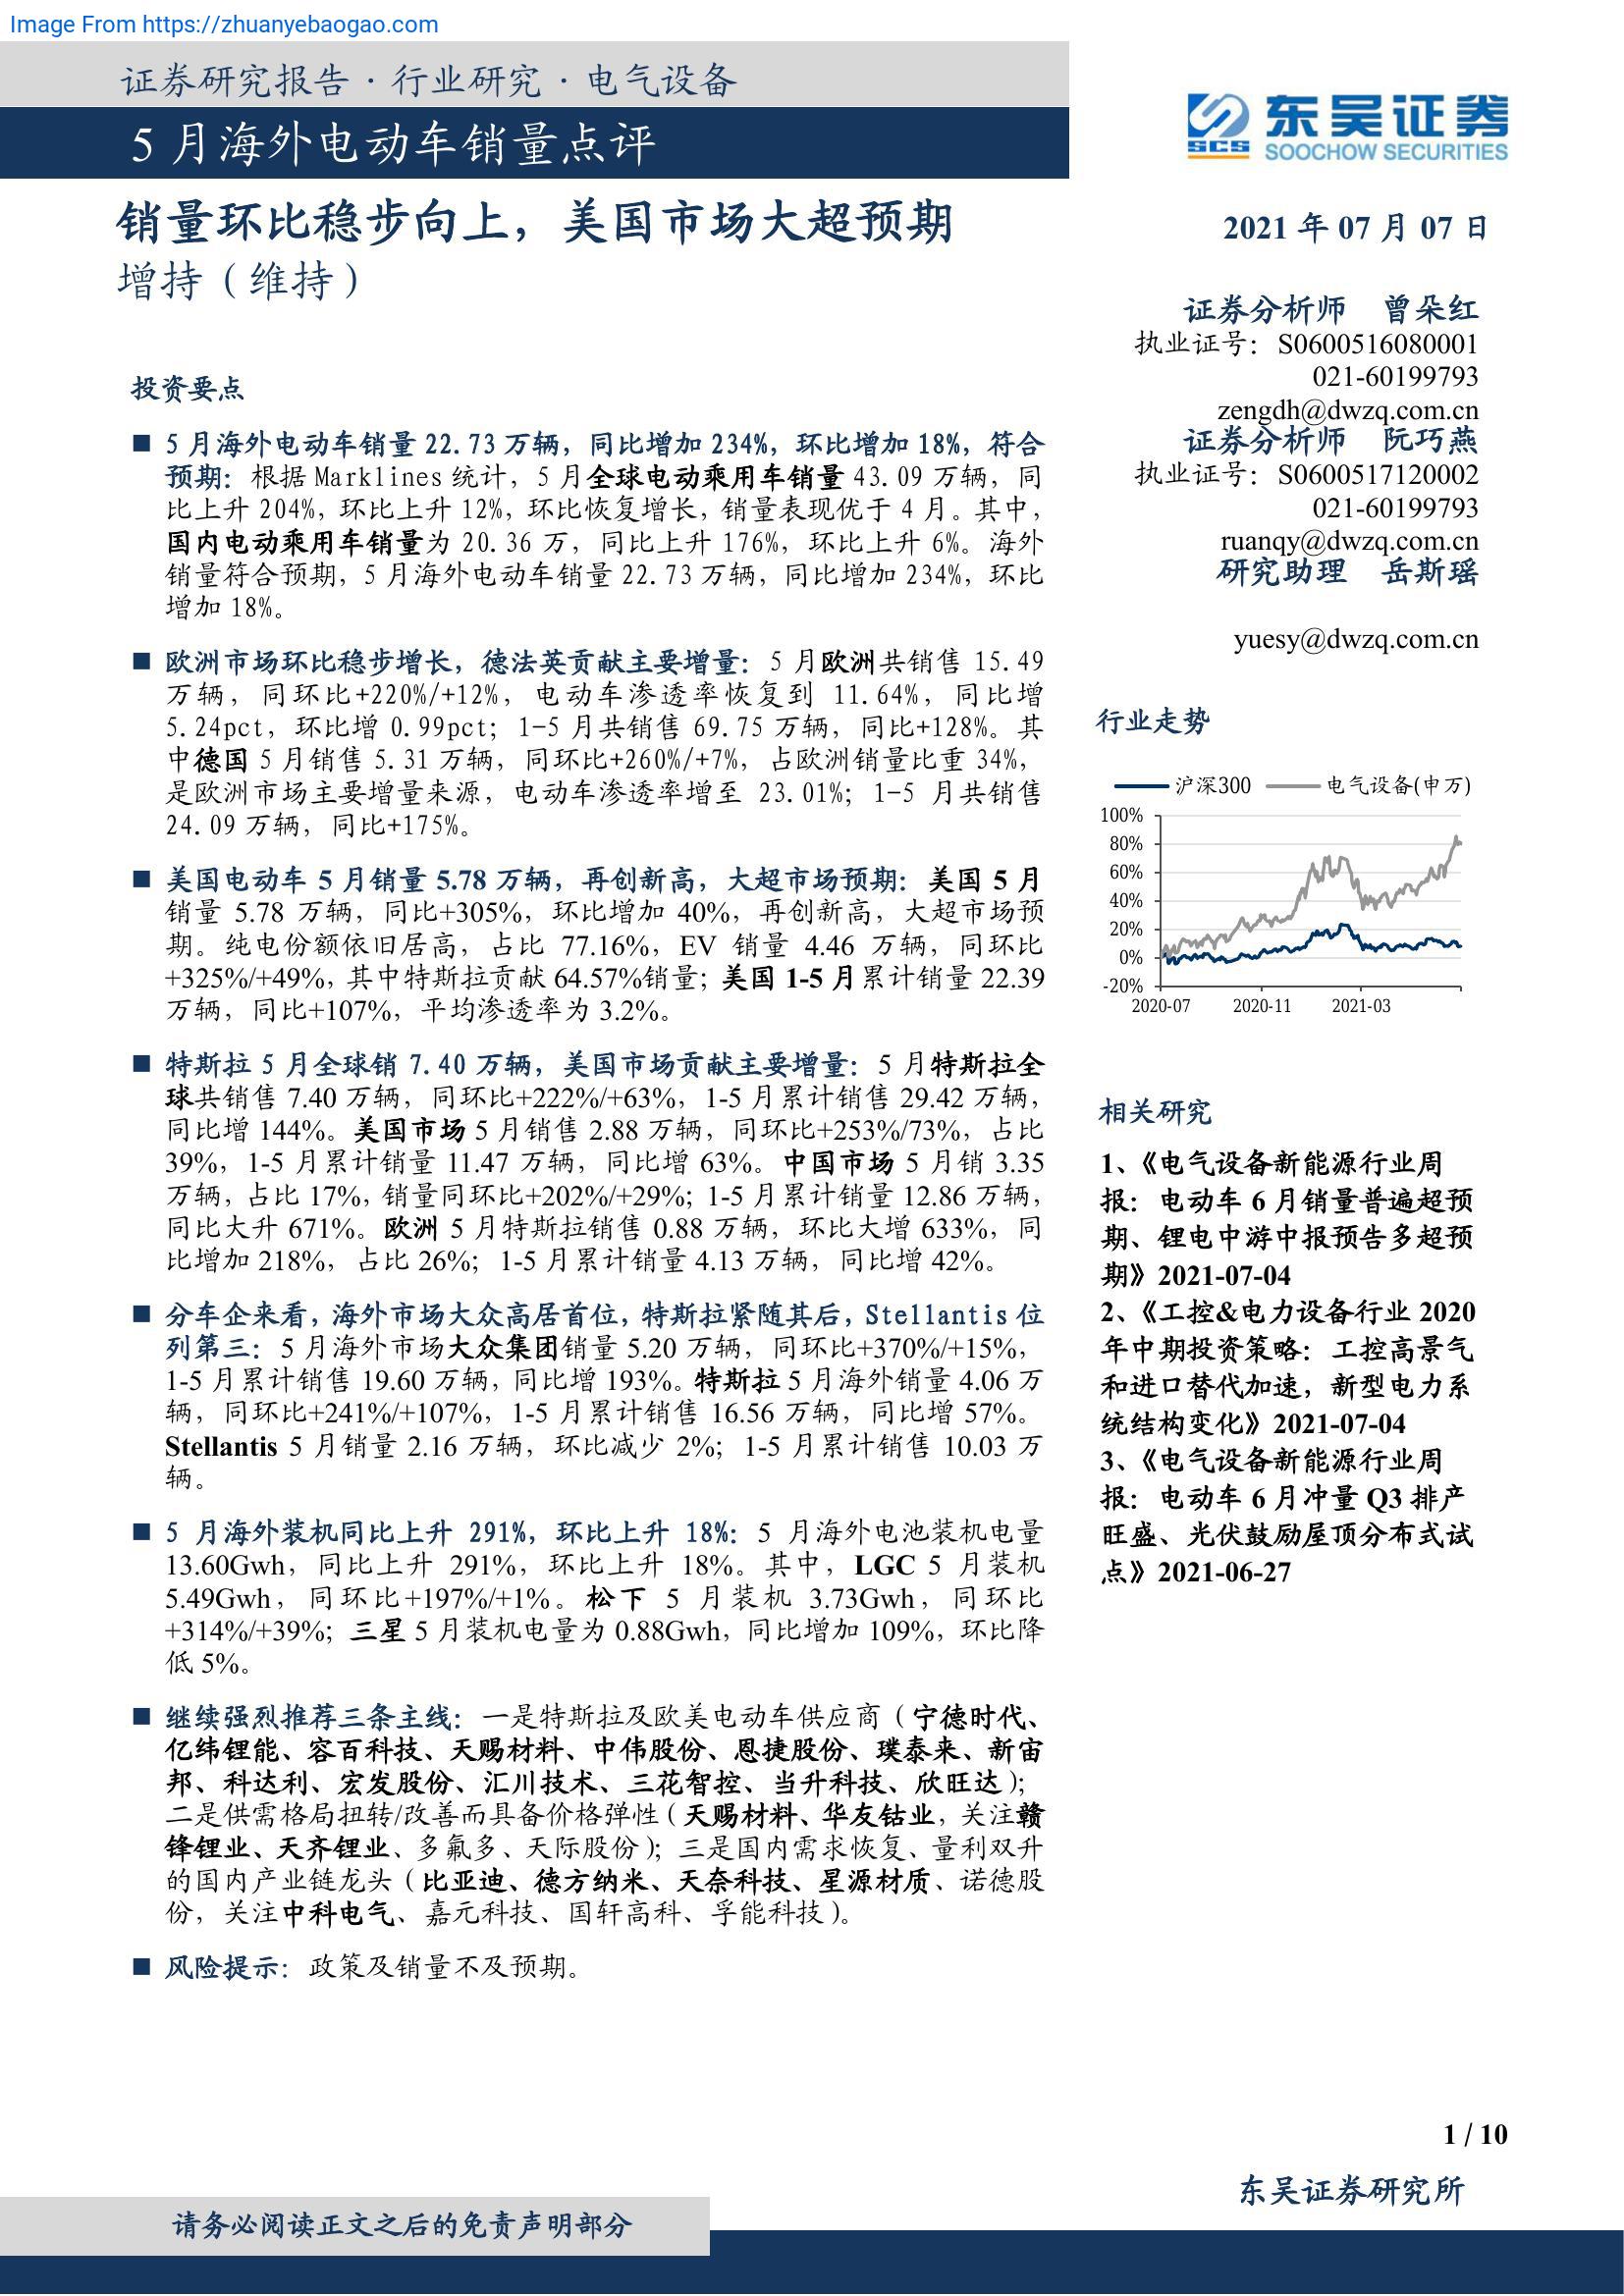 Image From https://zhuanyebaogao.com
证券研究报告·行业研究·电气设备
5 月海外电动车销量点评
东吴证券
SCS
SOOCHOW SECURITIES
销量环比稳步向上，美国市场大超预期
增持（维持）
投资要点
■ 5 月海外电动车销量 22.73 万辆，同比增加 234%，环比增加 18%，符合
预期：根据 Marklines 统计，5 月全球电动乘用车销量 43.09 万辆，同
比上升 204%，环比上升 12%，环比恢复增长，销量表现优于 4 月。其中，
国内电动乘用车销量为 20.36 万，同比上升 176%，环比上升 6%。海外
销量符合预期，5 月海外电动车销量 22.73 万辆，同比增加 234%，环比
增加 18%。
■ 欧洲市场环比稳步增长，德法英贡献主要增量：5 月欧洲共销售 15.49
万辆，同环比+220%/+12%，电动车渗透率恢复到 11.64%，同比增
5.24pct，环比增 0.99pct；1-5 月共销售 69.75 万辆，同比+128%。其
中德国 5 月销售 5.31 万辆，同环比+260%/+7%，占欧洲销量比重 34%，
是欧洲市场主要增量来源，电动车渗透率增至 23.01%；1-5 月共销售
24.09 万辆，同比+175%。
■ 美国电动车 5 月销量 5.78 万辆，再创新高，大超市场预期：美国 5 月
销量 5.78 万辆，同比+305%，环比增加 40%，再创新高，大超市场预
期。纯电份额依旧居高，占比 77.16%，EV 销量 4.46 万辆，同环比
+325%/+49%，其中特斯拉贡献 64.57%销量；美国 1-5 月累计销量 22.39
万辆，同比+107%，平均渗透率为 3.2%。
■ 特斯拉 5 月全球销 7.40 万辆，美国市场贡献主要增量：5 月特斯拉全
球共销售 7.40 万辆，同环比+222%/+63%，1-5 月累计销售 29.42 万辆，
同比增 144%。美国市场 5 月销售 2.88 万辆，同环比+253%/73%，占比
39%，1-5 月累计销量 11.47 万辆，同比增 63%。中国市场 5 月销 3.35
万辆，占比 17%，销量同环比+202%/+29%；1-5 月累计销量 12.86 万辆，
同比大升 671%。欧洲 5 月特斯拉销售 0.88 万辆，环比大增 633%，同
比增加 218%，占比 26%；1-5 月累计销量 4.13 万辆，同比增 42%。
■ 分车企来看，海外市场大众高居首位，特斯拉紧随其后，Stellantis 位
列第三：5 月海外市场大众集团销量 5.20 万辆，同环比+370%/+15%，
1-5 月累计销售 19.60 万辆，同比增 193%。特斯拉 5 月海外销量 4.06 万
辆，同环比+241%/+107%，1-5 月累计销售 16.56 万辆，同比增 57%。
Stellantis 5 月销量 2.16 万辆，环比减少 2%；1-5 月累计销售 10.03 万
辆。
■ 5 月海外装机同比上升 291%，环比上升 18%：5 月海外电池装机电量
13.60Gwh，同比上升 291%，环比上升 18%。其中，LGC 5 月装机
5.49Gwh，同环比+197%/+1%。松下 5 月装机 3.73Gwh，同环比
+314%/+39%；三星 5 月装机电量为 0.88Gwh，同比增加 109%，环比降
低 5%。
■ 继续强烈推荐三条主线：一是特斯拉及欧美电动车供应商（宁德时代、
亿纬锂能、容百科技、天赐材料、中伟股份、恩捷股份、璞泰来、新宙
邦、科达利、宏发股份、汇川技术、三花智控、当升科技、欣旺达）；
二是供需格局扭转/改善而具备价格弹性（天赐材料、华友钴业，关注赣
锋锂业、天齐锂业、多氟多、天际股份）；三是国内需求恢复、量利双升
的国内产业链龙头（比亚迪、德方纳米、天奈科技、星源材质、诺德股
份，关注中科电气、嘉元科技、国轩高科、孚能科技）。
■ 风险提示：政策及销量不及预期。
2021 年 07 月 07 日
证券分析师 曾朵红
执业证号：S0600516080001
021-60199793
zengdh@dwzq.com.cn
证券分析师 阮巧燕
执业证号：S0600517120002
021-60199793
ruanqy@dwzq.com.cn
研究助理 岳斯瑶
yuesy@dwzq.com.cn
行业走势
沪深300 电气设备(申万)
100%
80%
60%
40%
20%
0%
-20%
2020-07 2020-11 2021-03
相关研究
1、《电气设备新能源行业周
报：电动车 6 月销量普遍超预
期、锂电中游中报预告多超预
期》2021-07-04
2、《工控&电力设备行业 2020
年中期投资策略：工控高景气
和进口替代加速，新型电力系
统结构变化》2021-07-04
3、《电气设备新能源行业周
报：电动车 6 月冲量 Q3 排产
旺盛、光伏鼓励屋顶分布式试
点》2021-06-27
1 / 10
东吴证券研究所
请务必阅读正文之后的免责声明部分